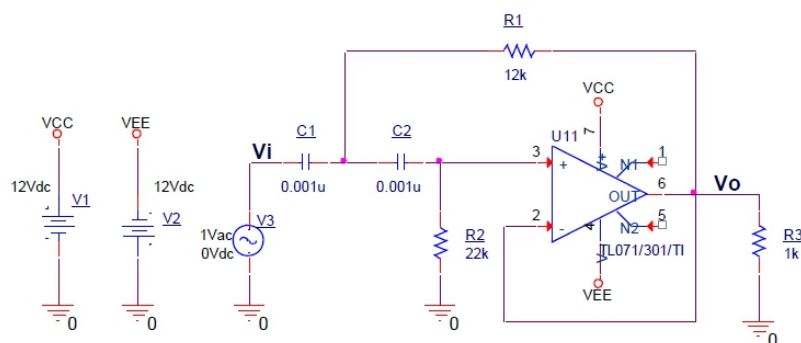 R1
12k
VCC
VEE
VCC
U11
Vi
C1
C2
7
V+
3
+
N1
1
12Vdc
12Vdc
0.001u
0.001u
6
Vo
OUT
V1
V2
V3
2
-
5
N2
4
V-
1Vac
0Vdc
R2
22k
TL071/301/TI
R3
1k
VEE
0
0
0
0
0